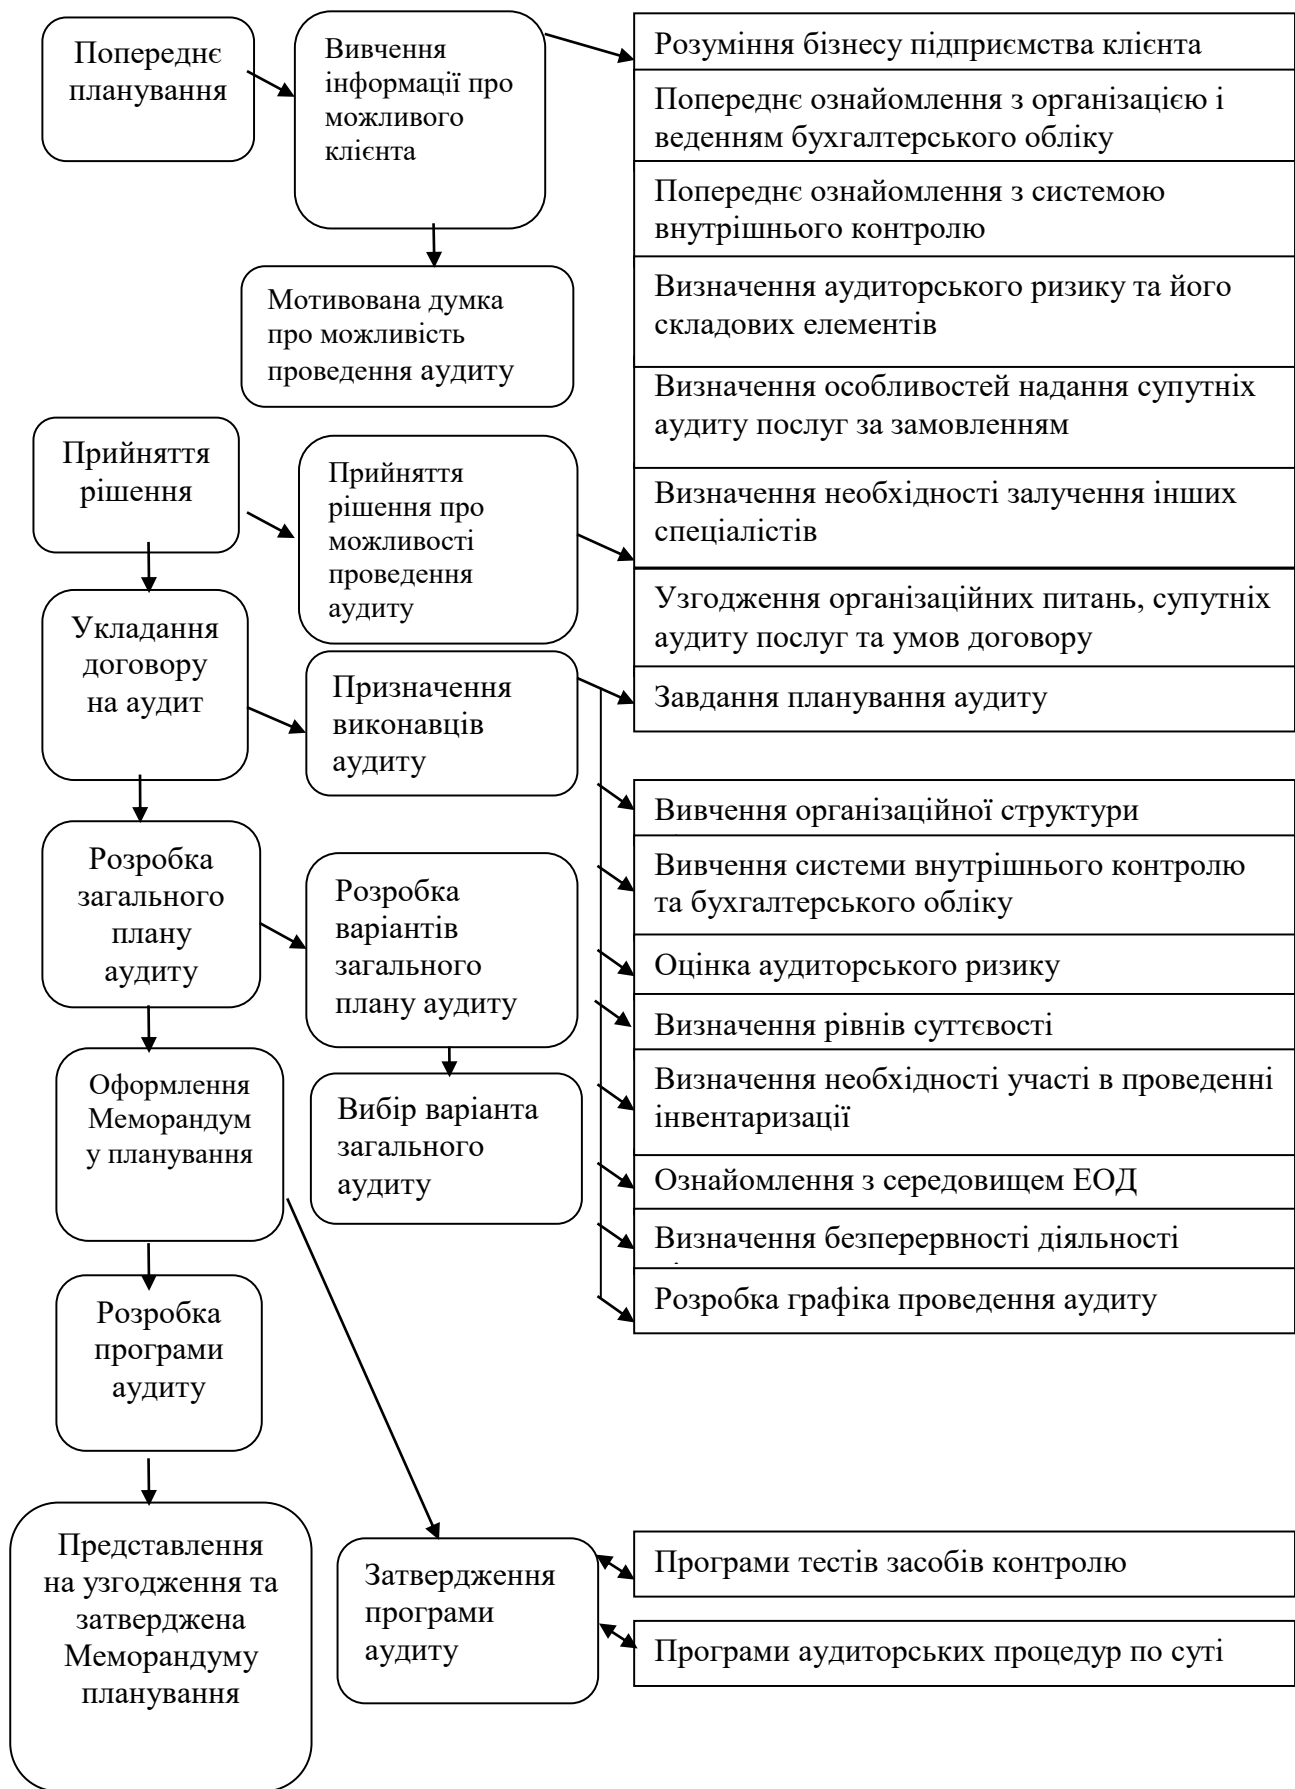 Попереднє
планування
Вивчення
інформації про
можливого
клієнта
Розуміння бізнесу підприємства клієнта
Попереднє ознайомлення з організацією і
веденням бухгалтерського обліку
Попереднє ознайомлення з системою
внутрішнього контролю
Мотивована думка
про можливість
проведення аудиту
Визначення аудиторського ризику та його
складових елементів
Визначення особливостей надання супутніх
аудиту послуг за замовленням
Прийняття
рішення
Прийняття
рішення про
можливості
проведення
аудиту
Визначення необхідності залучення інших
спеціалістів
Узгодження організаційних питань, супутніх
аудиту послуг та умов договору
Укладання
договору
на аудит
Призначення
виконавців
аудиту
Завдання планування аудиту
Вивчення організаційної структури
Вивчення системи внутрішнього контролю
та бухгалтерського обліку
Розробка
загального
плану
аудиту
Розробка
варіантів
загального
плану аудиту
Оцінка аудиторського ризику
Визначення рівнів суттєвості
Визначення необхідності участі в проведенні
інвентаризації
Оформлення
Меморандум
у планування
Вибір варіанта
загального
аудиту
Ознайомлення з середовищем ЕОД
Визначення безперервності діяльності
Розробка графіка проведення аудиту
Розробка
програми
аудиту
Представлення
на узгодження та
затверджена
Меморандуму
планування
Затвердження
програми
аудиту
Програми тестів засобів контролю
Програми аудиторських процедур по суті